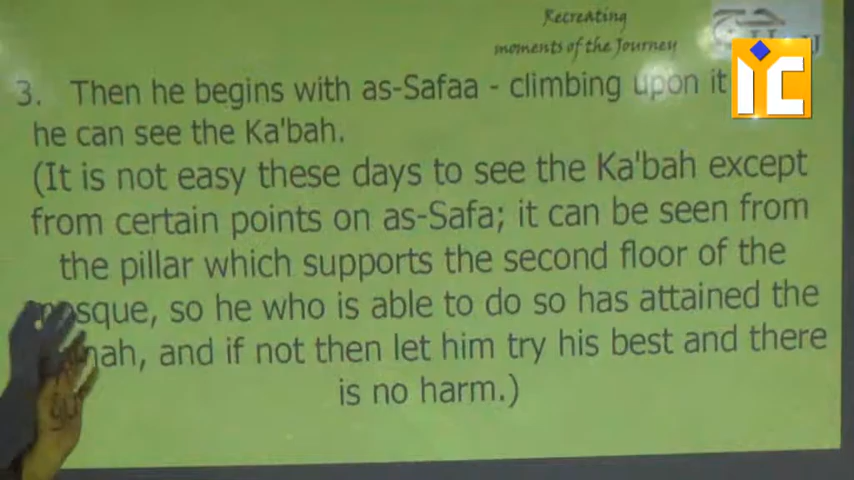 Recreating
moments of the Journey
3. Then he begins with as-Safaa - climbing upon it
he can see the Ka'bah.
(It is not easy these days to see the Ka'bah except
from certain points on as-Safa; it can be seen from
the pillar which supports the second floor of the
mosque, so he who is able to do so has attained the
and if not then let him try his best and there
is no harm.)
iC